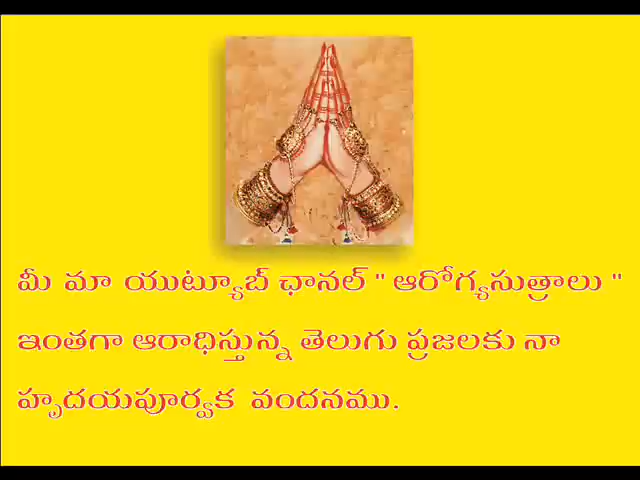 మీ మా యుట్యూబ్ ఛానల్ " ఆరోగ్యసుత్రాలు "
ఇంతగా ఆరాధిస్తున్న తెలుగు ప్రజలకు నా
హృదయపూర్వక వందనము.